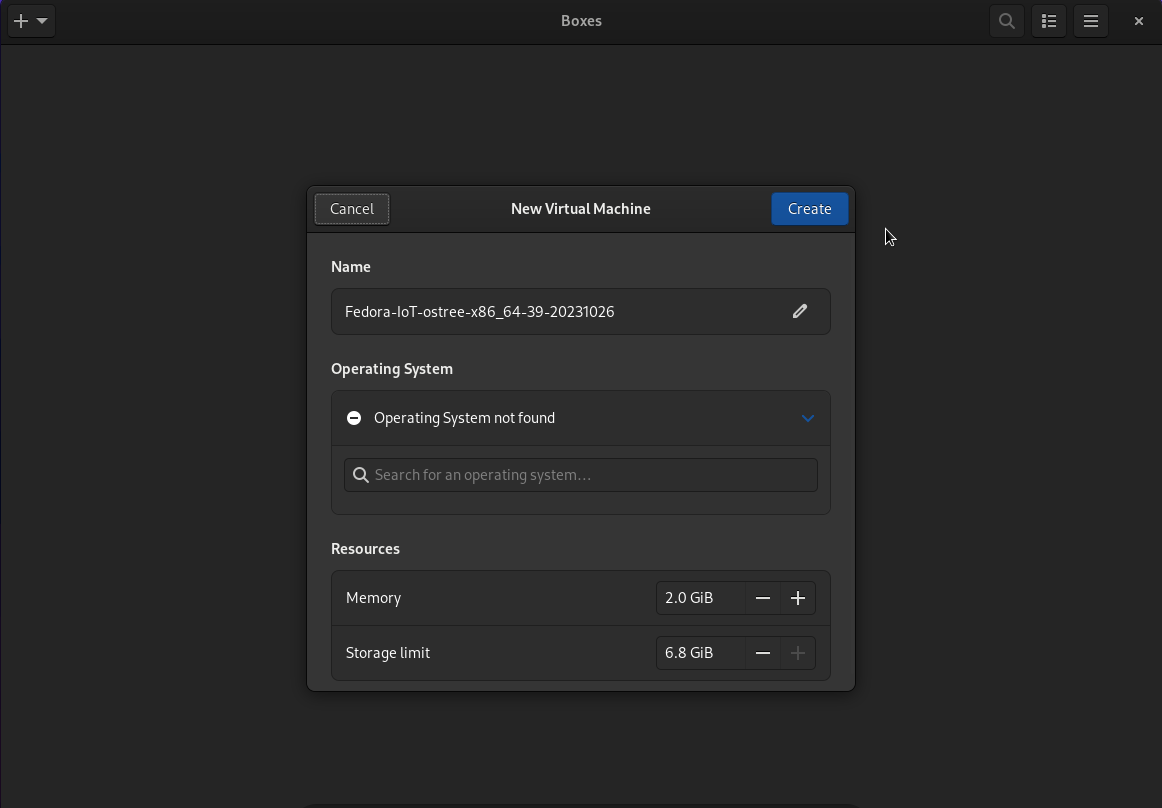 Boxes
Cancel
New Virtual Machine
Create
Name
Fedora-IoT-ostree-x86_64-39-20231026
Operating System
Operating System not found
Search for an operating system...
Resources
Memory
2.0 GiB
Storage limit
6.8 GiB